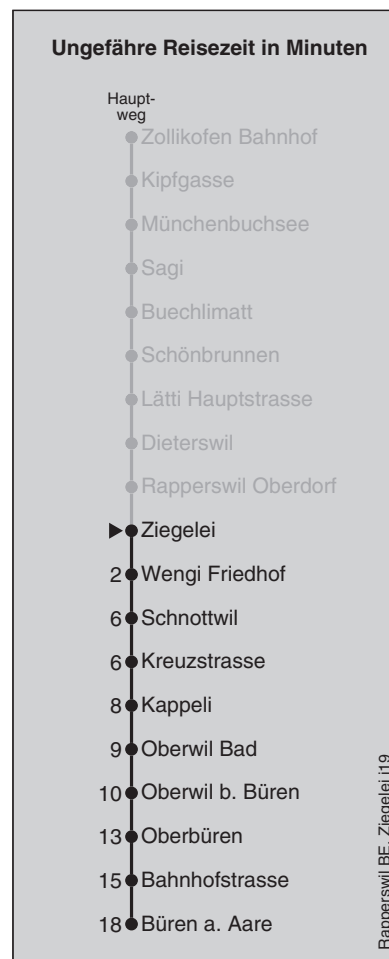 Ungefähre Reisezeit in Minuten
Haupt-
weg
Zollikofen Bahnhof
Kipfgasse
Münchenbuchsee
Sagi
Buechlimatt
Schönbrunnen
Lätti Hauptstrasse
Dieterswil
Rapperswil Oberdorf
Ziegelei
2 Wengi Friedhof
6 Schnottwil
6 Kreuzstrasse
8 Kappeli
9 Oberwil Bad
10 Oberwil b. Büren
13 Oberbüren
15 Bahnhofstrasse
18 Büren a. Aare
Rapperswil BE, Ziegelei j19